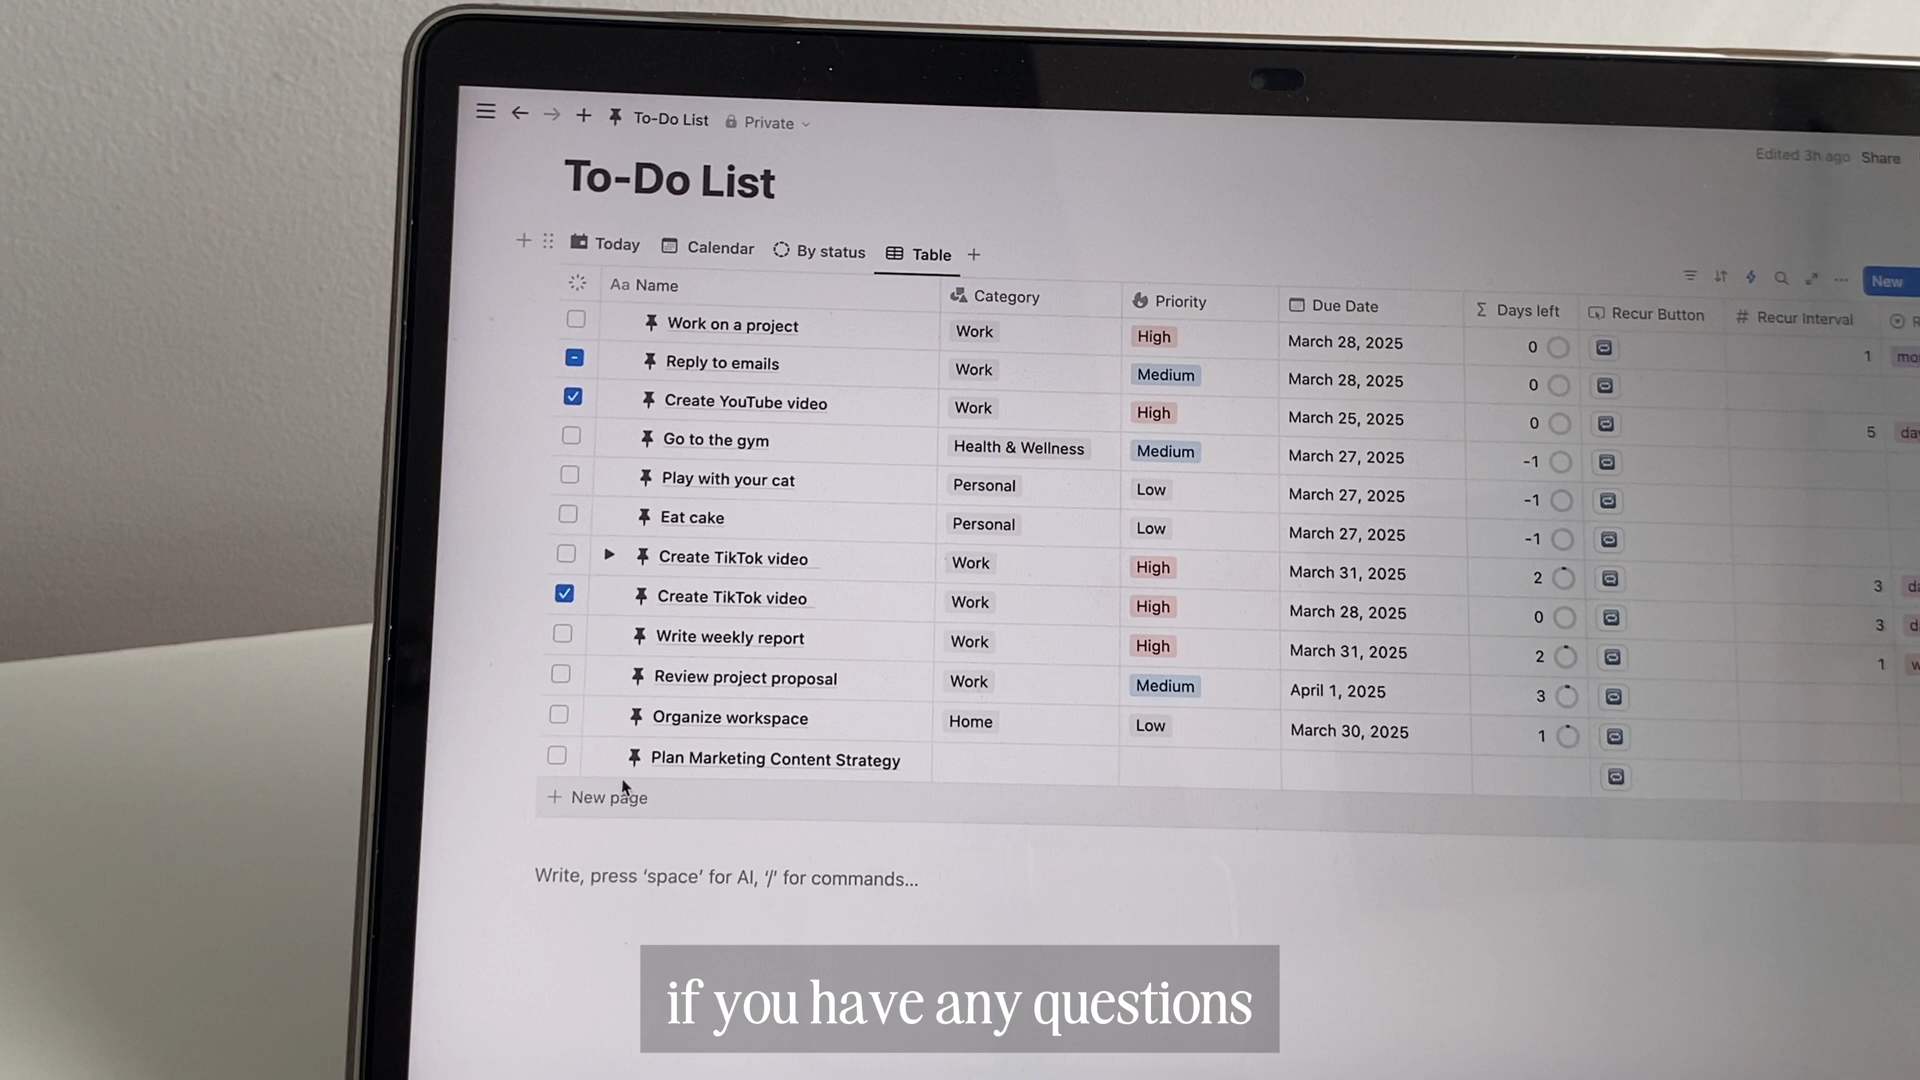 To-Do List Private
Edited 3h ago Share
To-Do List
Today Calendar By status Table
New
Aa Name Category Priority Due Date Σ Days left Recur Button # Recur Interval
Work on a project Work High March 28, 2025 0 1
Reply to emails Work Medium March 28, 2025 0
Create YouTube video Work High March 25, 2025 0 5
Go to the gym Health & Wellness Medium March 27, 2025 -1
Play with your cat Personal Low March 27, 2025 -1
Eat cake Personal Low March 27, 2025 -1
Create TikTok video Work High March 31, 2025 2 3
Create TikTok video Work High March 28, 2025 0 3
Write weekly report Work High March 31, 2025 2 1
Review project proposal Work Medium April 1, 2025 3
Organize workspace Home Low March 30, 2025 1
Plan Marketing Content Strategy
+ New page
Write, press ‘space’ for AI, ‘/’ for commands...
if you have any questions